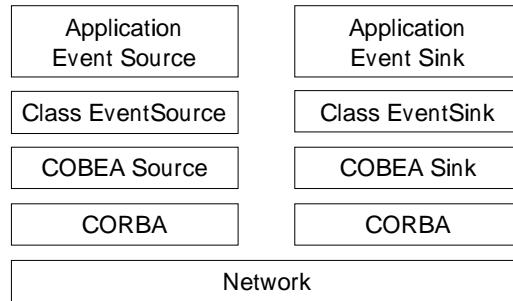 Application
Event Source
Application
Event Sink
Class EventSource
Class EventSink
COBEA Source
COBEA Sink
CORBA
CORBA
Network